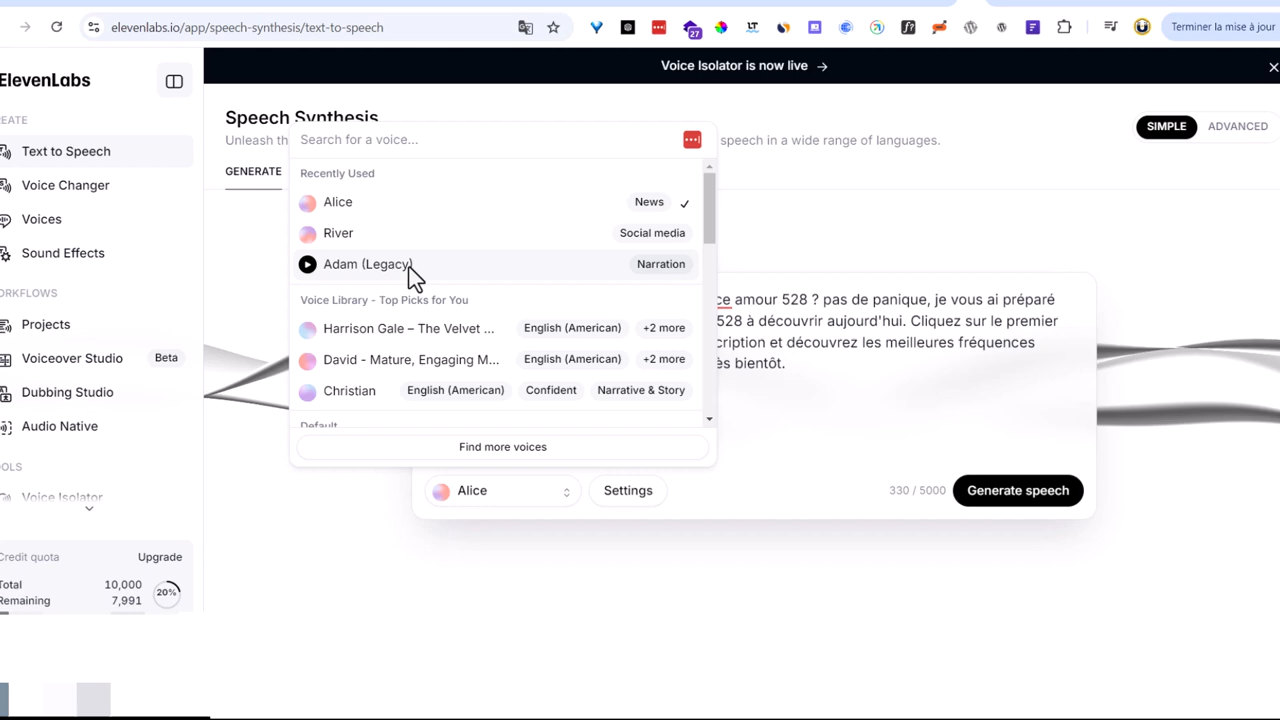 elevenlabs.io/app/speech-synthesis/text-to-speech
27
Terminer la mise à jour
ElevenLabs
Voice Isolator is now live →
REATE
Text to Speech
Voice Changer
Voices
Sound Effects
ORKFLOWS
Projects
Voiceover Studio Beta
Dubbing Studio
Audio Native
OOLS
Voice Isolator
Credit quota Upgrade
Total 10,000
Remaining 7,991
20%
Speech Synthesis
Unleash th speech in a wide range of languages.
SIMPLE ADVANCED
GENERATE
Search for a voice...
Recently Used
Alice News
River Social media
Adam (Legacy) Narration
Voice Library - Top Picks for You
Harrison Gale – The Velvet ... English (American) +2 more
David - Mature, Engaging M... English (American) +2 more
Christian English (American) Confident Narrative & Story
Default
Find more voices
ce amour 528 ? pas de panique, je vous ai préparé
528 à découvrir aujourd'hui. Cliquez sur le premier
cription et découvrez les meilleures fréquences
ès bientôt.
Alice Settings 330 / 5000 Generate speech